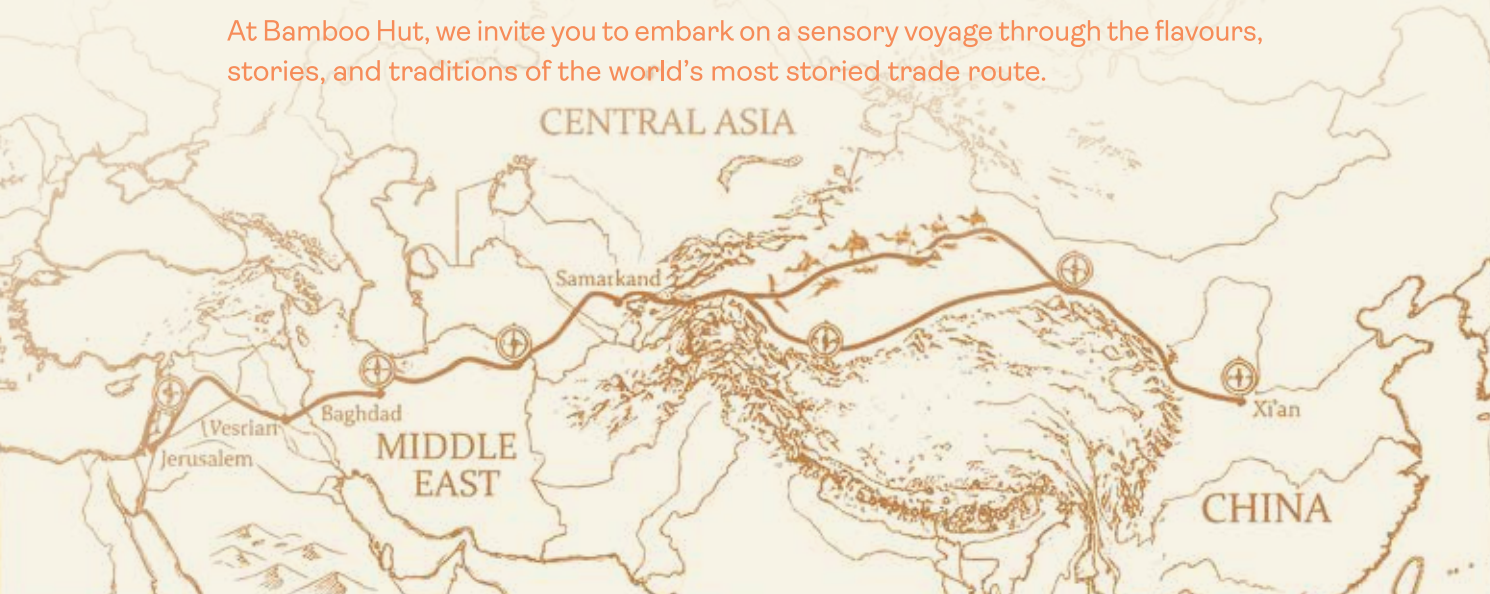 At Bamboo Hut, we invite you to embark on a sensory voyage through the flavours,
stories, and traditions of the world's most storied trade route.
CENTRAL ASIA
Samarkand
Baghdad
(Vesrian
Jerusalem
MIDDLE
EAST
Xi'an
CHINA